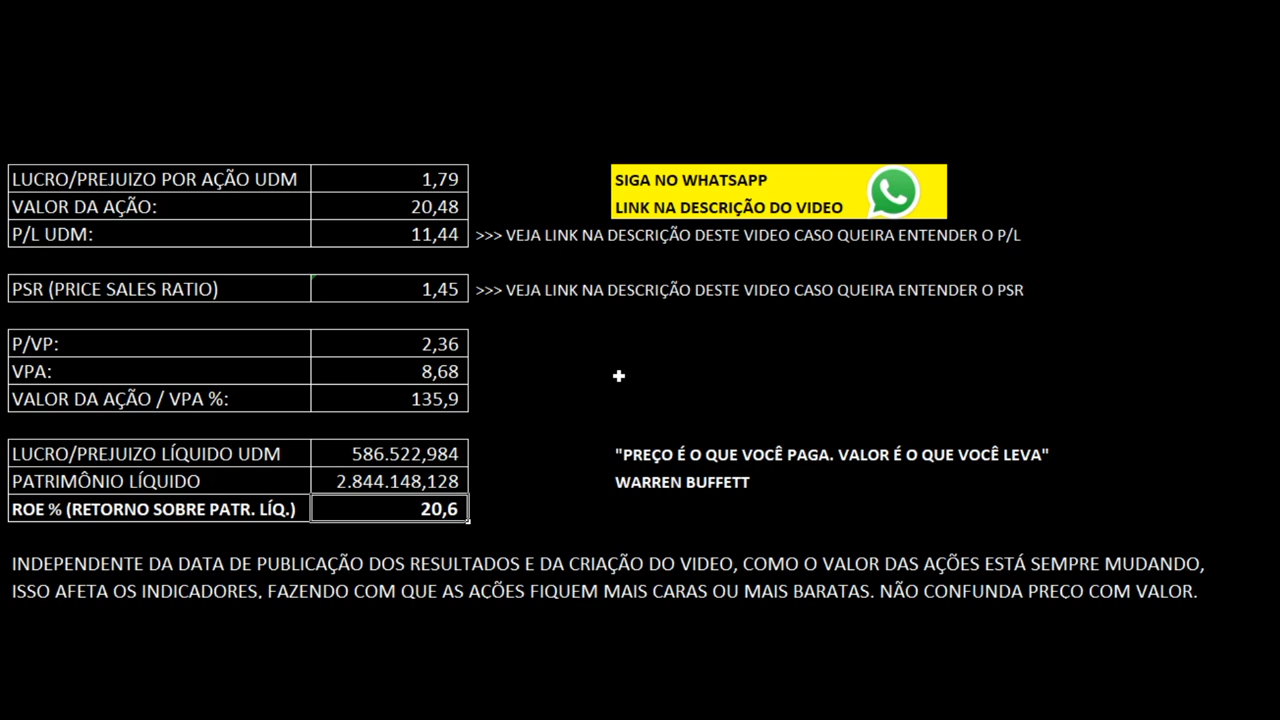 LUCRO/PREJUIZO POR AÇÃO UDM 1,79
VALOR DA AÇÃO: 20,48
P/L UDM: 11,44 >>> VEJA LINK NA DESCRIÇÃO DESTE VIDEO CASO QUEIRA ENTENDER O P/L
SIGA NO WHATSAPP
LINK NA DESCRIÇÃO DO VIDEO
PSR (PRICE SALES RATIO) 1,45 >>> VEJA LINK NA DESCRIÇÃO DESTE VIDEO CASO QUEIRA ENTENDER O PSR
P/VP: 2,36
VPA: 8,68
VALOR DA AÇÃO / VPA %: 135,9
LUCRO/PREJUIZO LÍQUIDO UDM 586.522,984
PATRIMÔNIO LÍQUIDO 2.844.148,128
ROE % (RETORNO SOBRE PATR. LÍQ.) 20,6
"PREÇO É O QUE VOCÊ PAGA. VALOR É O QUE VOCÊ LEVA"
WARREN BUFFETT
INDEPENDENTE DA DATA DE PUBLICAÇÃO DOS RESULTADOS E DA CRIAÇÃO DO VIDEO, COMO O VALOR DAS AÇÕES ESTÁ SEMPRE MUDANDO,
ISSO AFETA OS INDICADORES, FAZENDO COM QUE AS AÇÕES FIQUEM MAIS CARAS OU MAIS BARATAS. NÃO CONFUNDA PREÇO COM VALOR.